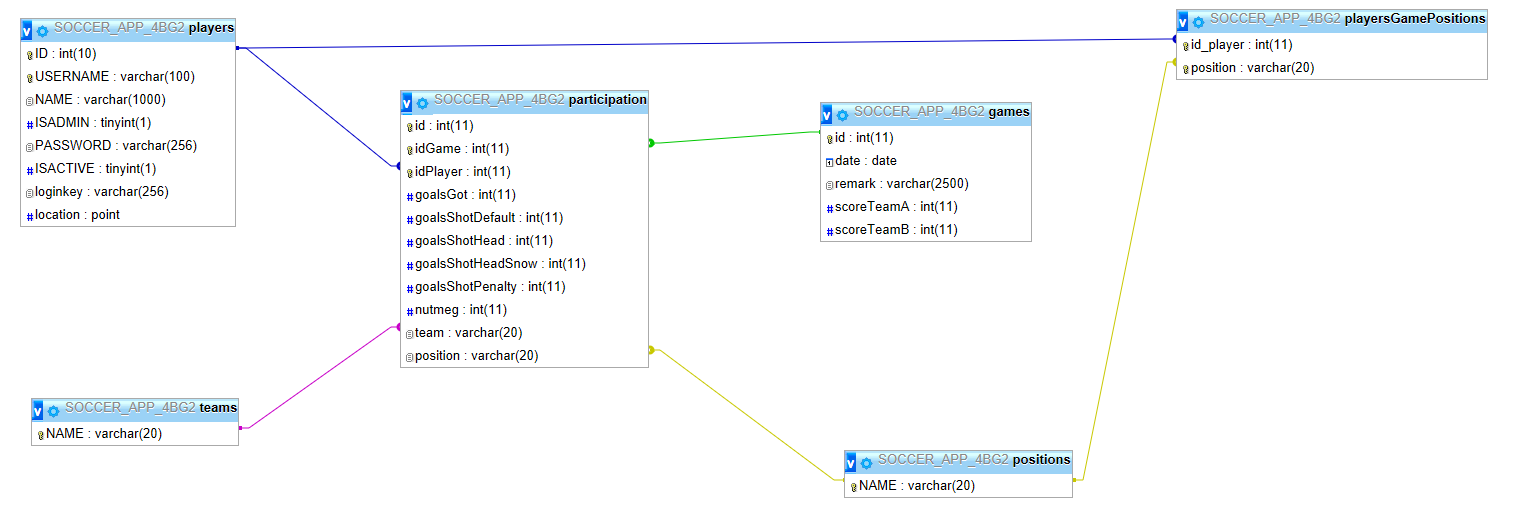 v SOCCER_APP_4BG2 players
ID : int(10)
USERNAME : varchar(100)
NAME : varchar(1000)
# ISADMIN : tinyint(1)
PASSWORD : varchar(256)
# ISACTIVE : tinyint(1)
loginkey : varchar(256)
# location : point
v SOCCER_APP_4BG2 participation
id : int(11)
idGame : int(11)
idPlayer : int(11)
# goalsGot : int(11)
# goalsShotDefault : int(11)
# goalsShotHead : int(11)
# goalsShotHeadSnow : int(11)
# goalsShotPenalty : int(11)
# nutmeg : int(11)
team : varchar(20)
position : varchar(20)
v SOCCER_APP_4BG2 games
id : int(11)
date : date
remark : varchar(2500)
# scoreTeamA : int(11)
# scoreTeamB : int(11)
v SOCCER_APP_4BG2 playersGamePositions
id_player : int(11)
position : varchar(20)
v SOCCER_APP_4BG2 teams
NAME : varchar(20)
v SOCCER_APP_4BG2 positions
NAME : varchar(20)